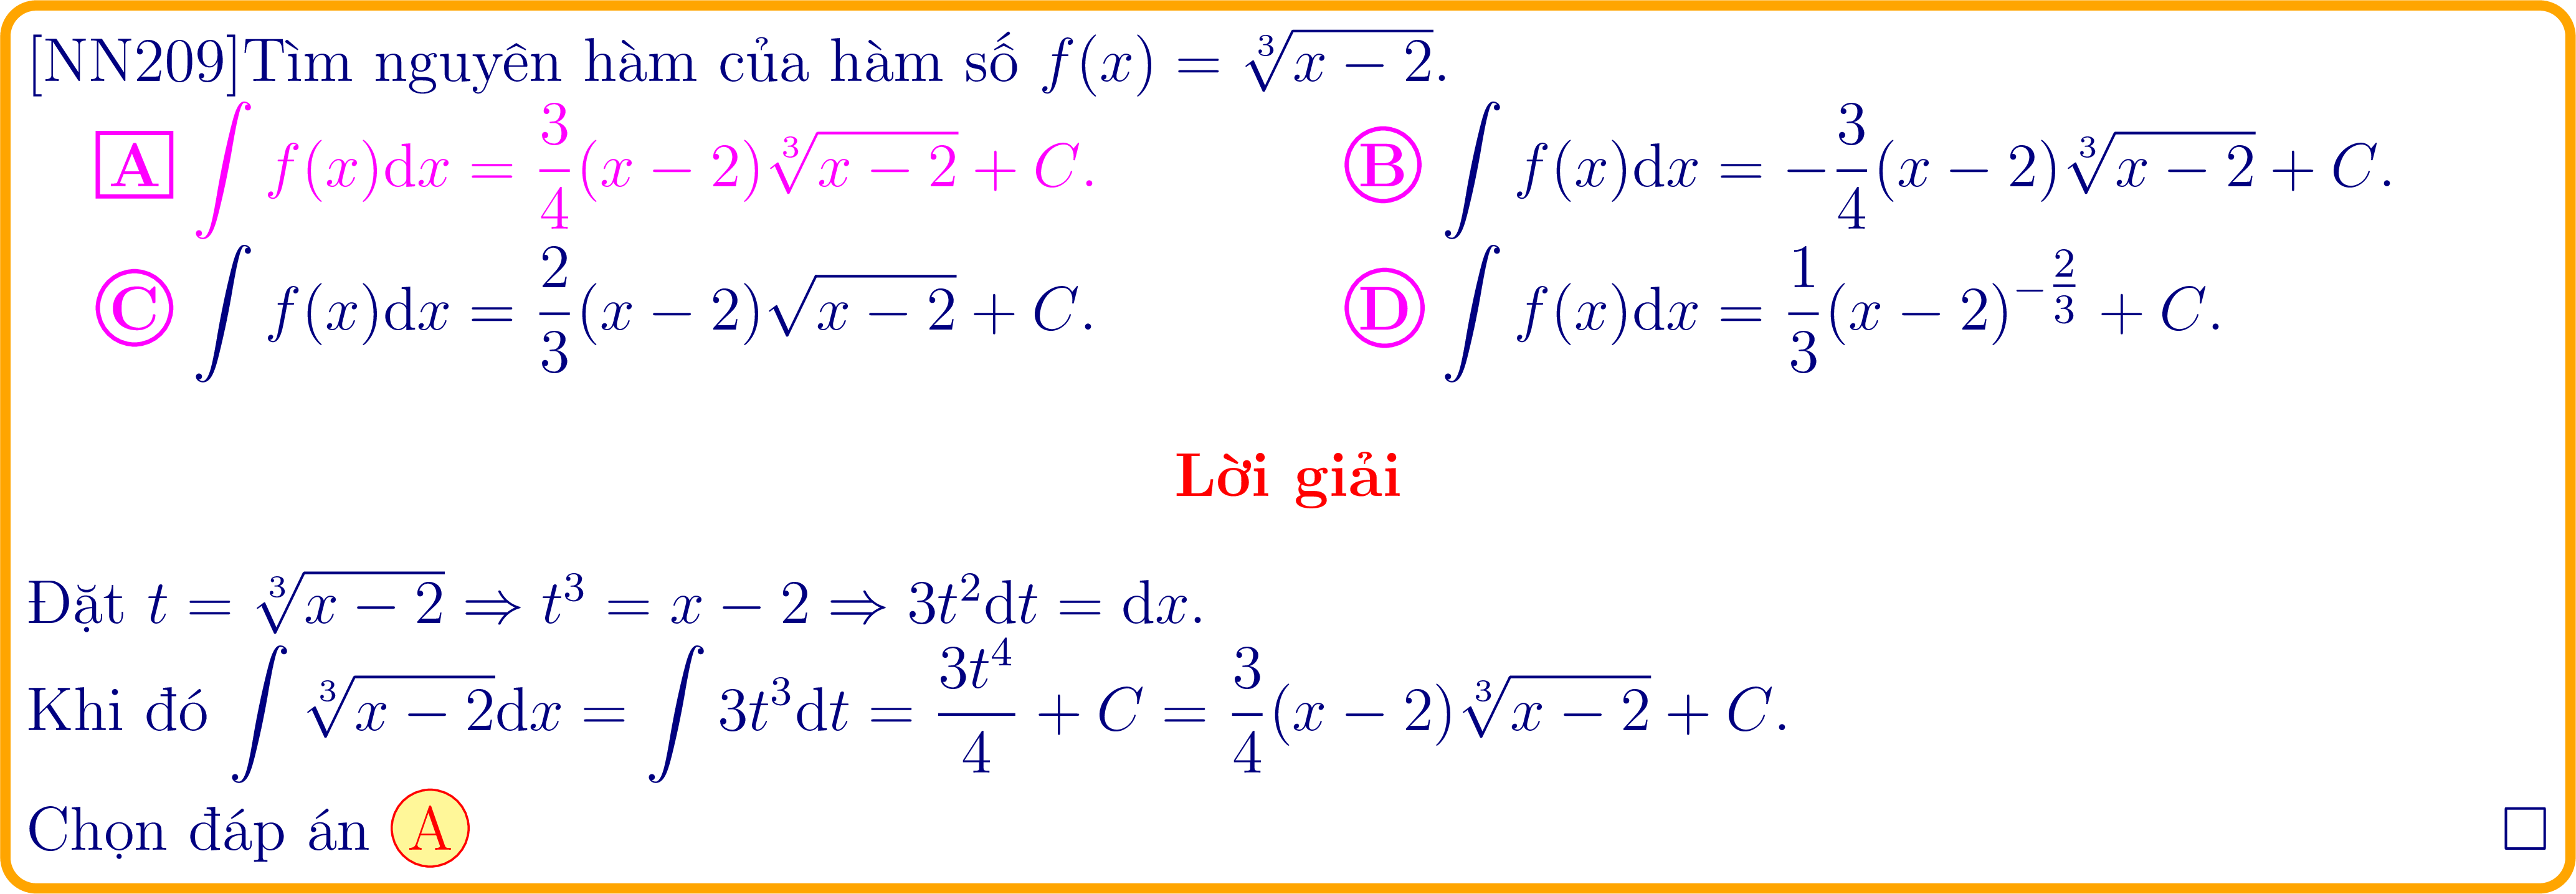 [NN209]Tìm nguyên hàm của hàm số $f(x) = \sqrt[3]{x-2}$.
A $\int f(x)\mathrm{d}x = \frac{3}{4}(x-2)\sqrt[3]{x-2} + C.$ B $\int f(x)\mathrm{d}x = -\frac{3}{4}(x-2)\sqrt[3]{x-2} + C.$
C $\int f(x)\mathrm{d}x = \frac{2}{3}(x-2)\sqrt{x-2} + C.$ D $\int f(x)\mathrm{d}x = \frac{1}{3}(x-2)^{-\frac{2}{3}} + C.$
Lời giải
Đặt $t = \sqrt[3]{x-2} \Rightarrow t^3 = x-2 \Rightarrow 3t^2\mathrm{d}t = \mathrm{d}x.$
Khi đó $\int \sqrt[3]{x-2}\mathrm{d}x = \int 3t^3\mathrm{d}t = \frac{3t^4}{4} + C = \frac{3}{4}(x-2)\sqrt[3]{x-2} + C.$
Chọn đáp án A □